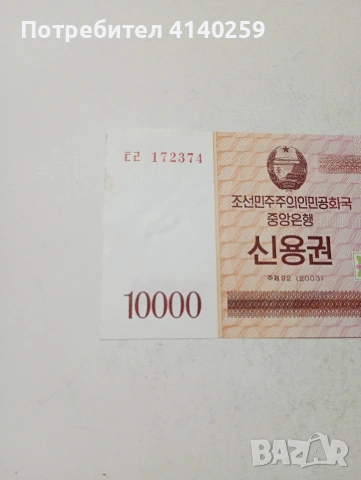 Потребител 4140259
ㄷㄹ 172374
조선민주주의인민공화국
중앙은행
신용권
주체92 (2003)
10000
BAZAR